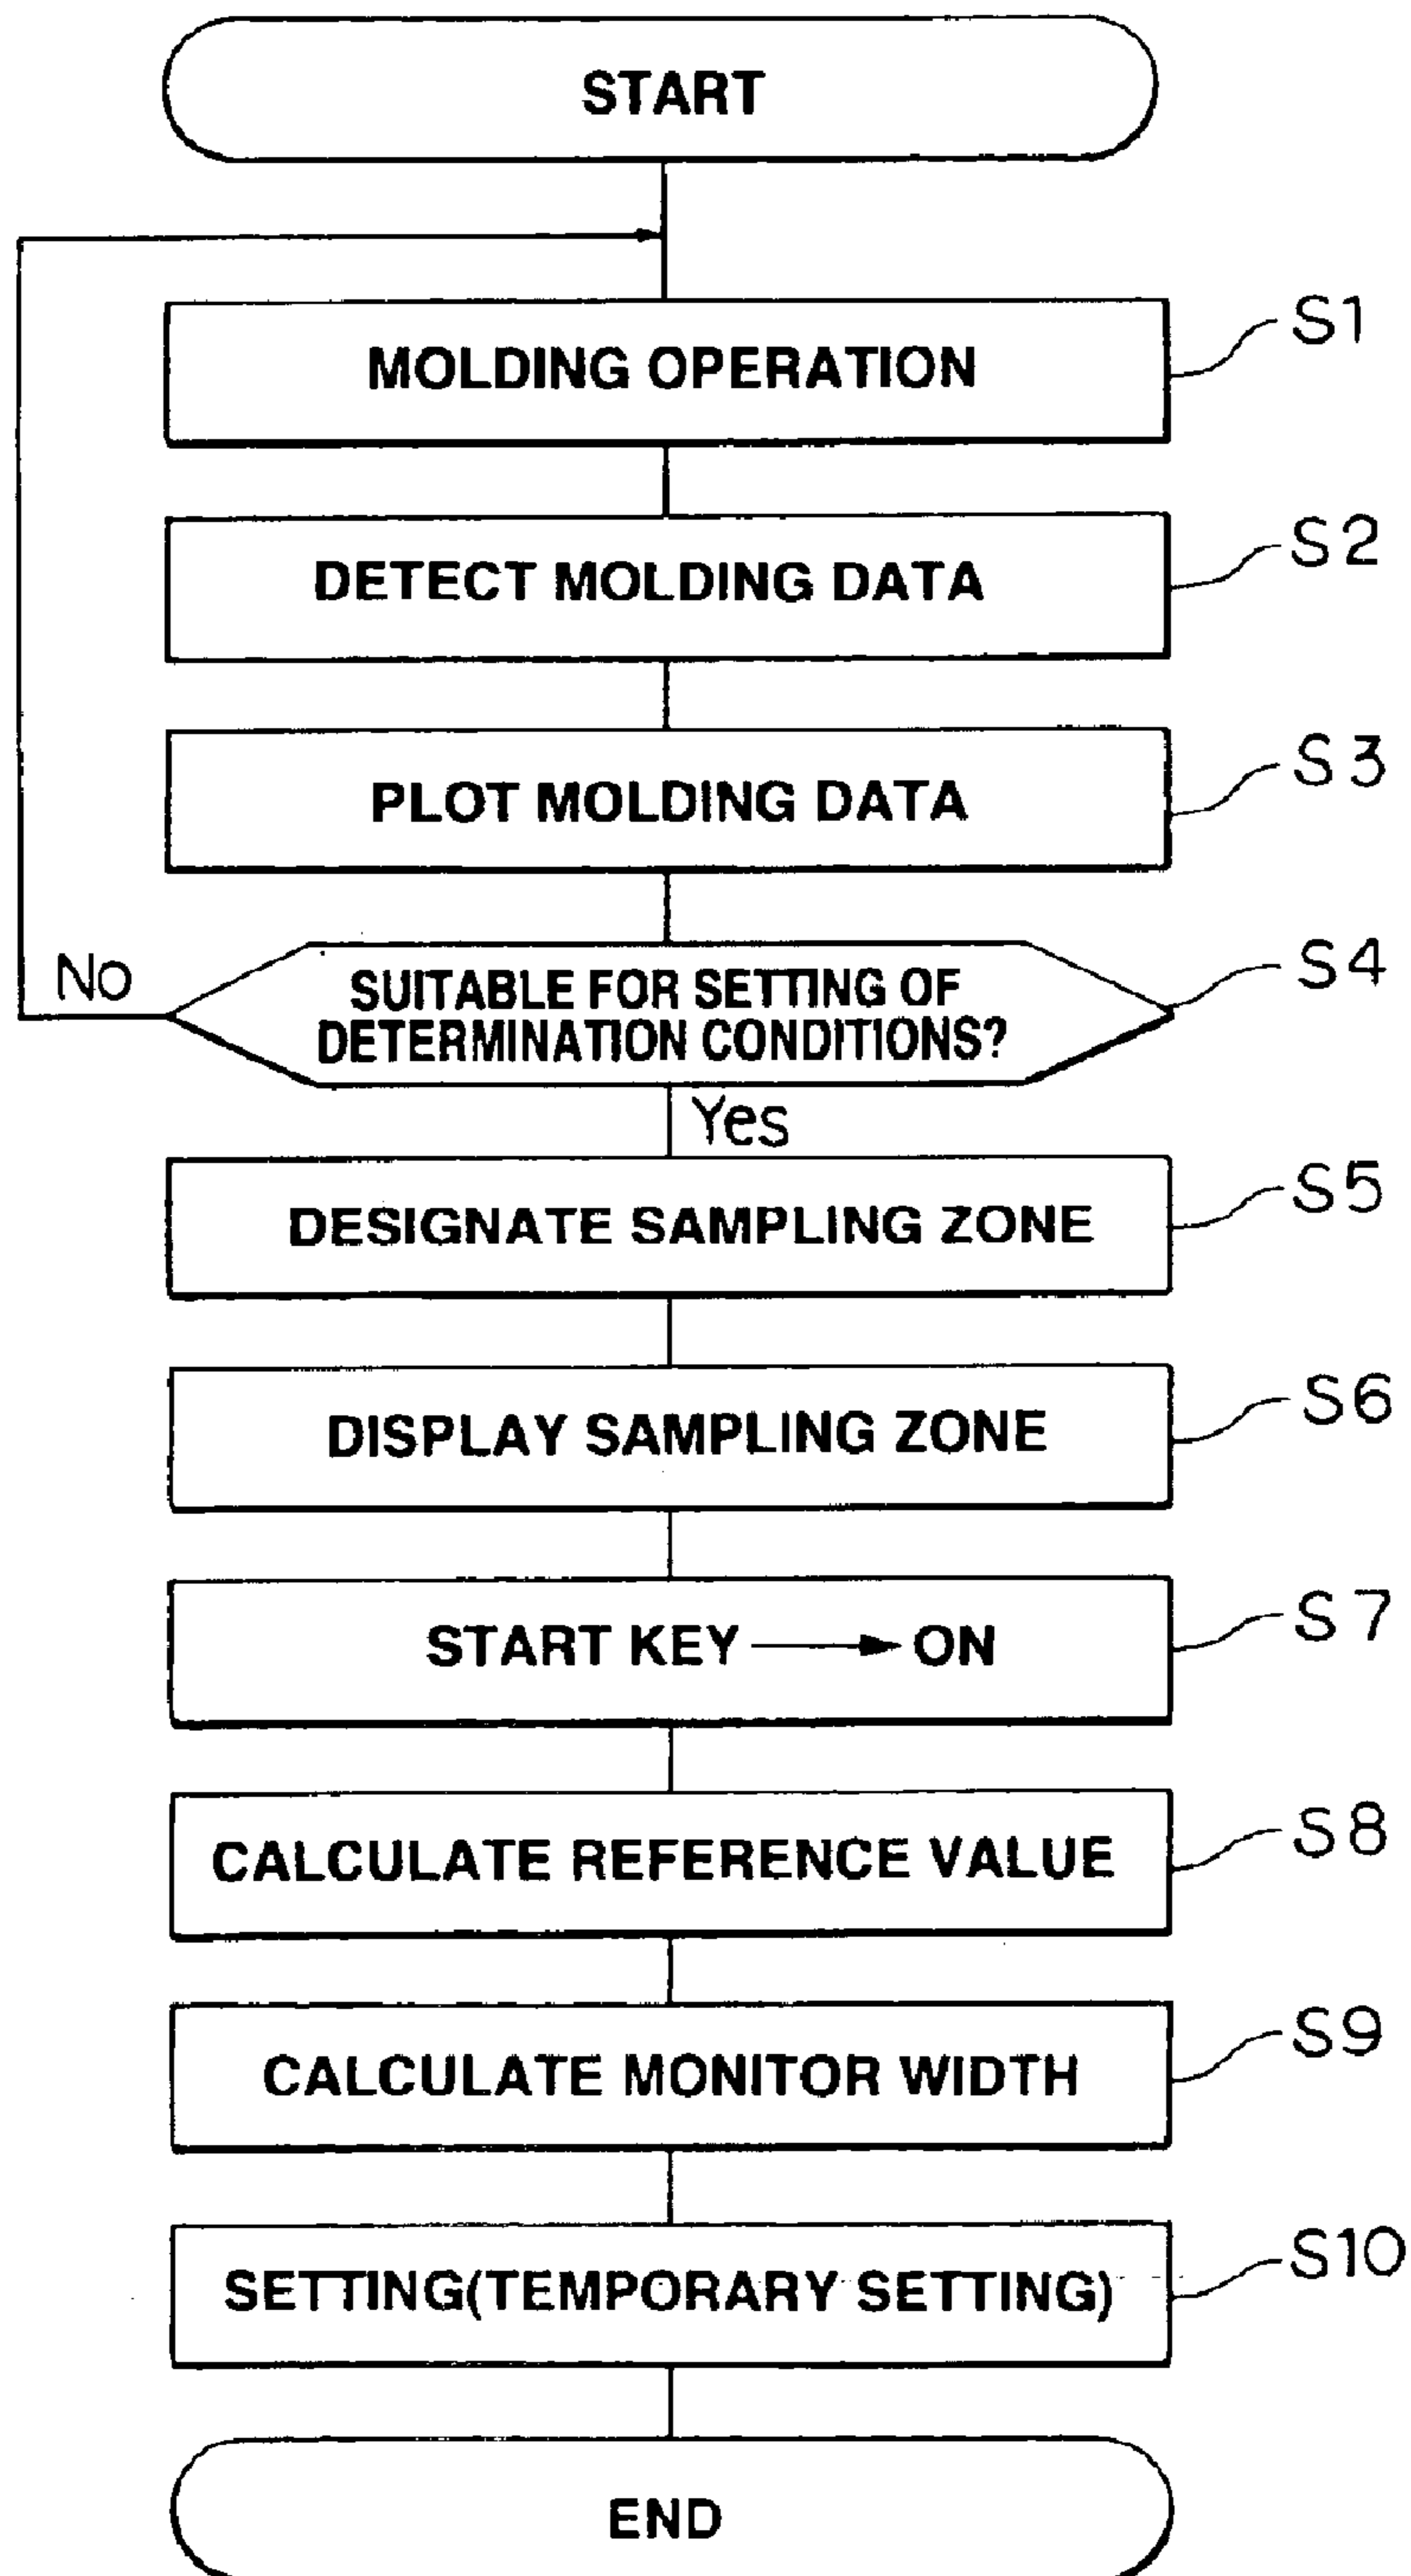 START
MOLDING OPERATION
S1
DETECT MOLDING DATA
S2
PLOT MOLDING DATA
S3
No
SUITABLE FOR SETTING OF
DETERMINATION CONDITIONS?
S4
Yes
DESIGNATE SAMPLING ZONE
S5
DISPLAY SAMPLING ZONE
S6
START KEY → ON
S7
CALCULATE REFERENCE VALUE
S8
CALCULATE MONITOR WIDTH
S9
SETTING(TEMPORARY SETTING)
S10
END